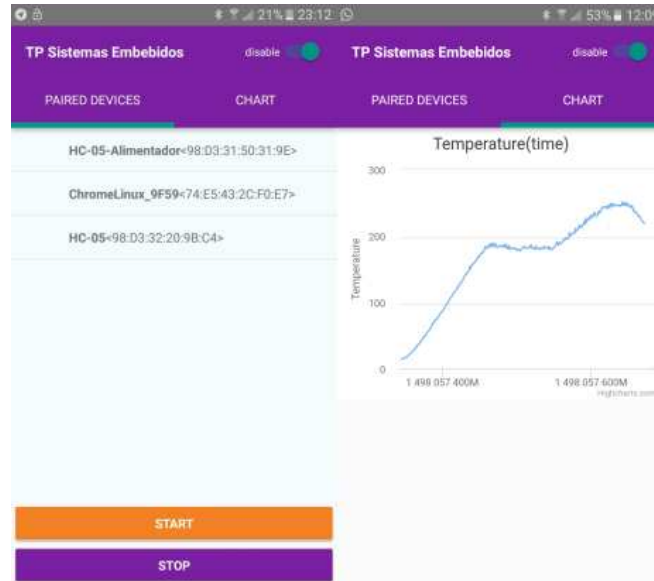 21% 23:12
TP Sistemas Embebidos disable
PAIRED DEVICES CHART
HC-05-Alimentador<98:D3:31:50:31:9E>
ChromeLinux_9F59<74:E5:43:2C:F0:E7>
HC-05<98:D3:32:20:9B:C4>
START
STOP
53%
TP Sistemas Embebidos disable
PAIRED DEVICES CHART
Temperature(time)
300
200
100
0
Temperature
1 498 057 400M 1 498 057 600M
Highcharts.com